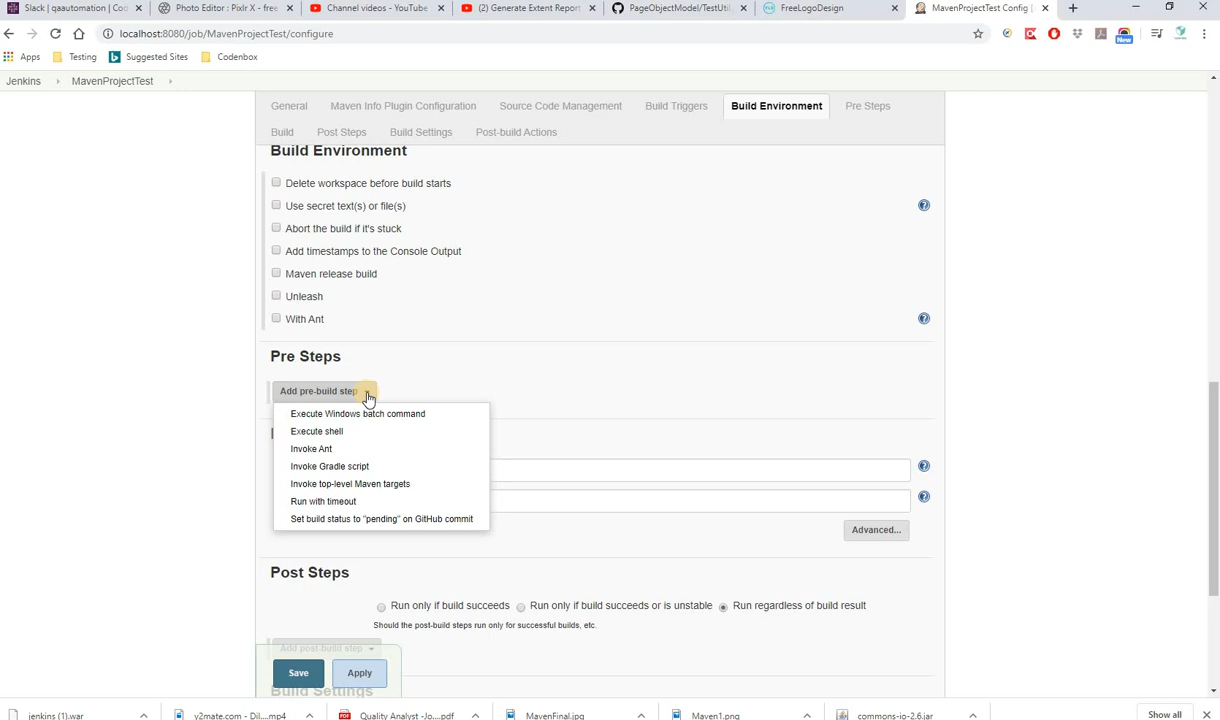 Slack | qaautomation | Cod
Photo Editor : Pixlr X - free
Channel videos - YouTube
(2) Generate Extent Report
PageObjectModel/TestUtil.
FreeLogoDesign
MavenProjectTest Config [
localhost:8080/job/MavenProjectTest/configure
New
Apps
Testing
Suggested Sites
Codenbox
Jenkins
MavenProjectTest
General
Maven Info Plugin Configuration
Source Code Management
Build Triggers
Build Environment
Pre Steps
Build
Post Steps
Build Settings
Post-build Actions
Build Environment
Delete workspace before build starts
Use secret text(s) or file(s)
Abort the build if it's stuck
Add timestamps to the Console Output
Maven release build
Unleash
With Ant
Pre Steps
Add pre-build step
Execute Windows batch command
Execute shell
Invoke Ant
Invoke Gradle script
Invoke top-level Maven targets
Run with timeout
Set build status to "pending" on GitHub commit
Advanced...
Post Steps
Run only if build succeeds
Run only if build succeeds or is unstable
Run regardless of build result
Should the post-build steps run only for successful builds, etc.
Add post-build step
Save
Apply
Build Settings
jenkins (1).war
y2mate.com - Dil....mp4
Quality Analyst -Jo....pdf
MavenFinal.jpg
Maven1.png
commons-io-2.6.jar
Show all